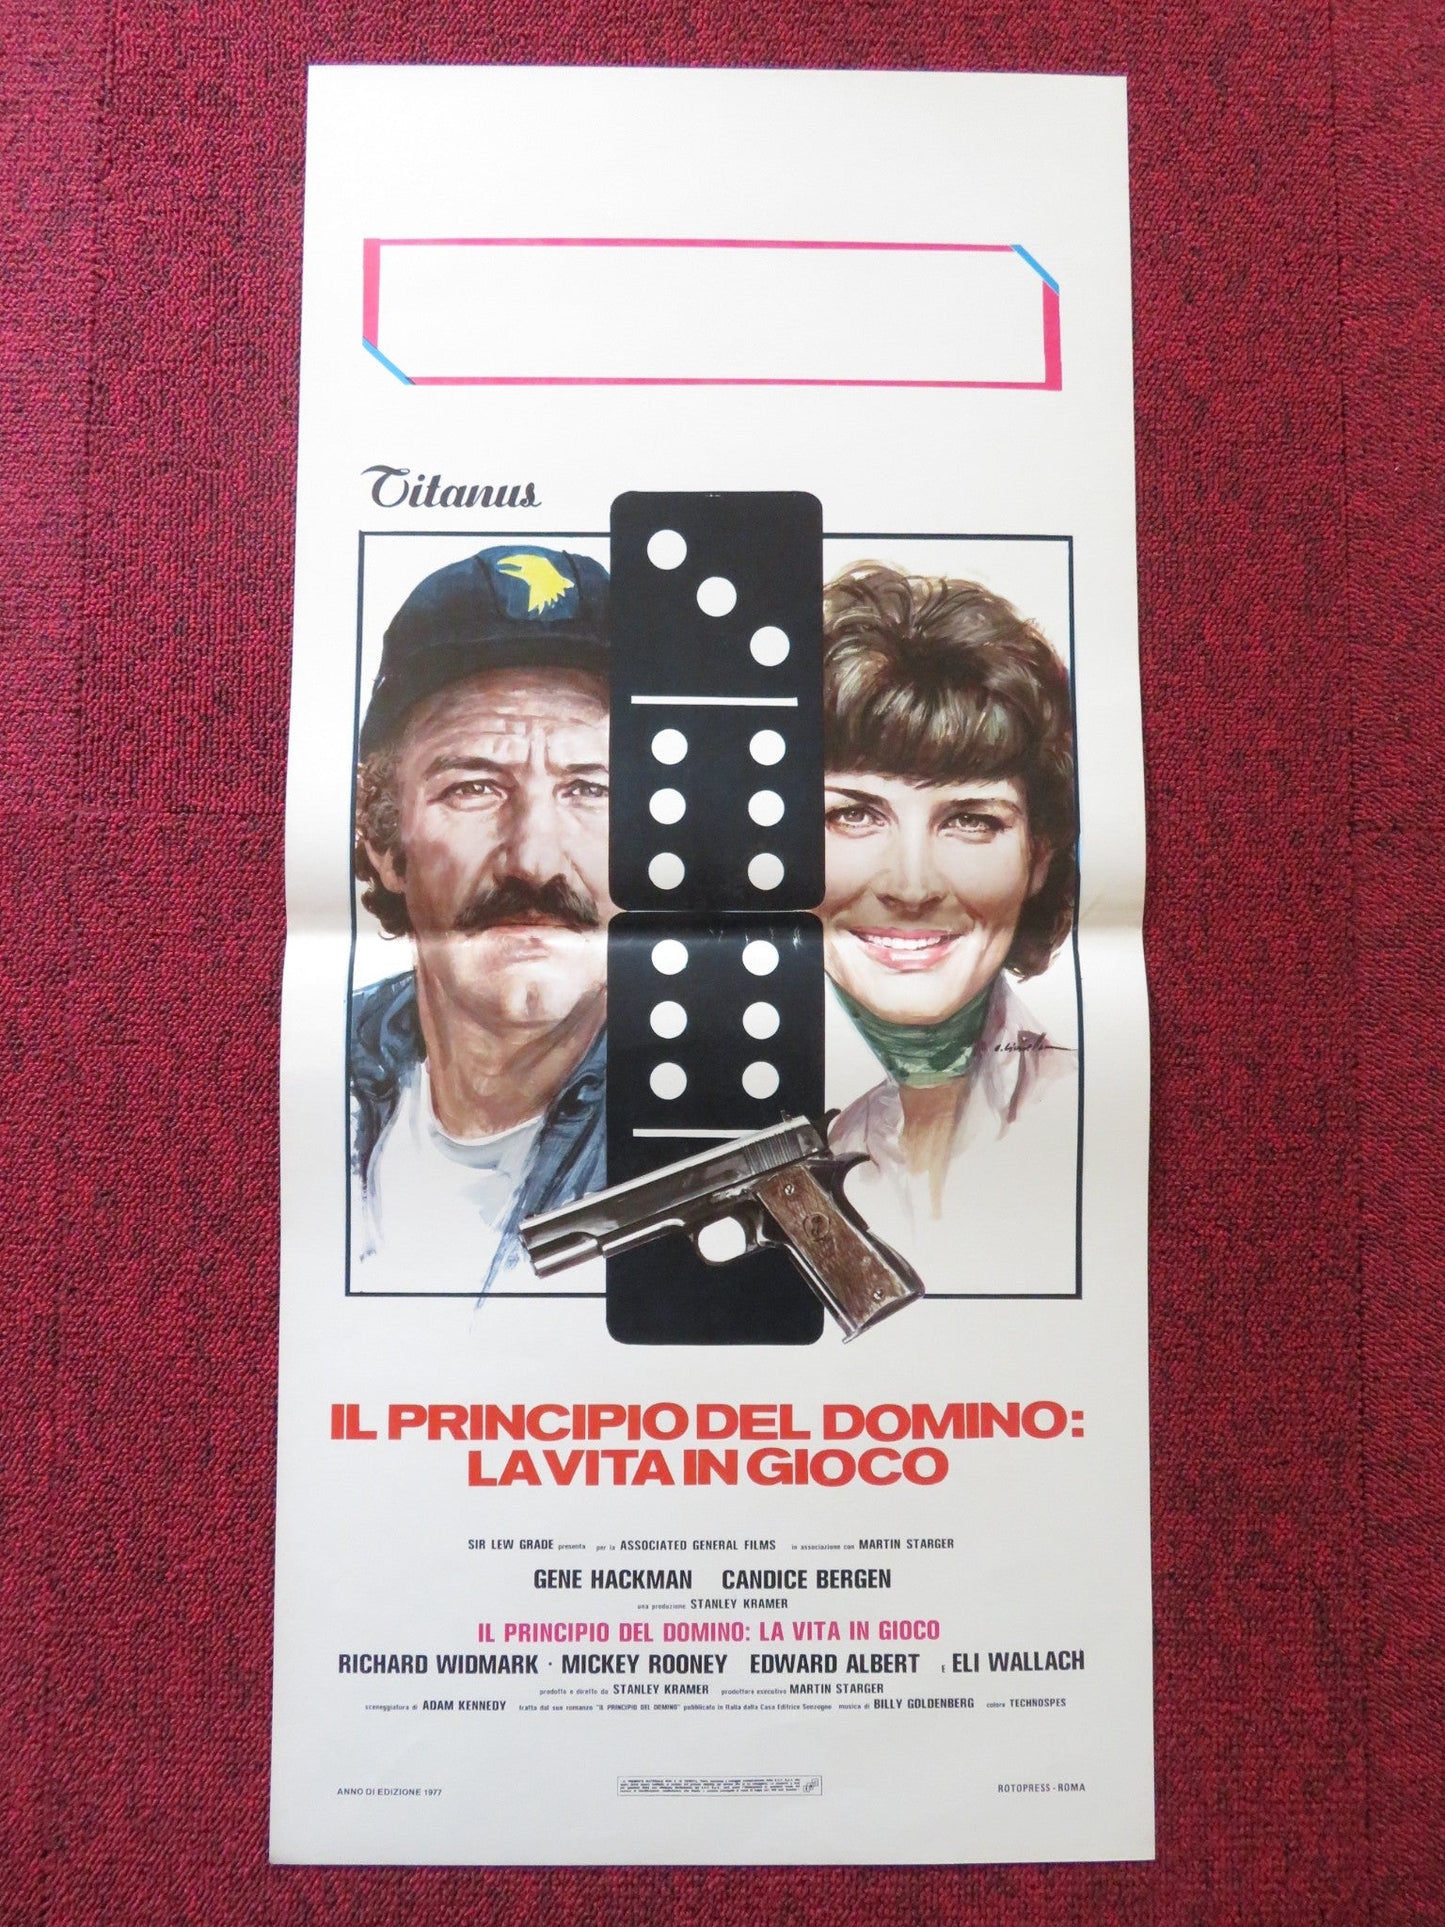 Titanus
IL PRINCIPIO DEL DOMINO:
LA VITA IN GIOCO
SIR LEW GRADE presenta per la ASSOCIATED GENERAL FILMS in associazione con MARTIN STARGER
GENE HACKMAN CANDICE BERGEN
una produzione STANLEY KRAMER
IL PRINCIPIO DEL DOMINO: LA VITA IN GIOCO
RICHARD WIDMARK · MICKEY ROONEY EDWARD ALBERT E ELI WALLACH
prodotto e diretto da STANLEY KRAMER produttore esecutivo MARTIN STARGER
sceneggiatura di ADAM KENNEDY tratta dal suo romanzo "IL PRINCIPIO DEL DOMINO" pubblicato in Italia dalla Casa Editrice Sonzogno musica di BILLY GOLDENBERG colore TECHNOSPES
ANNO DI EDIZIONE 1977
ROTOPRESS - ROMA